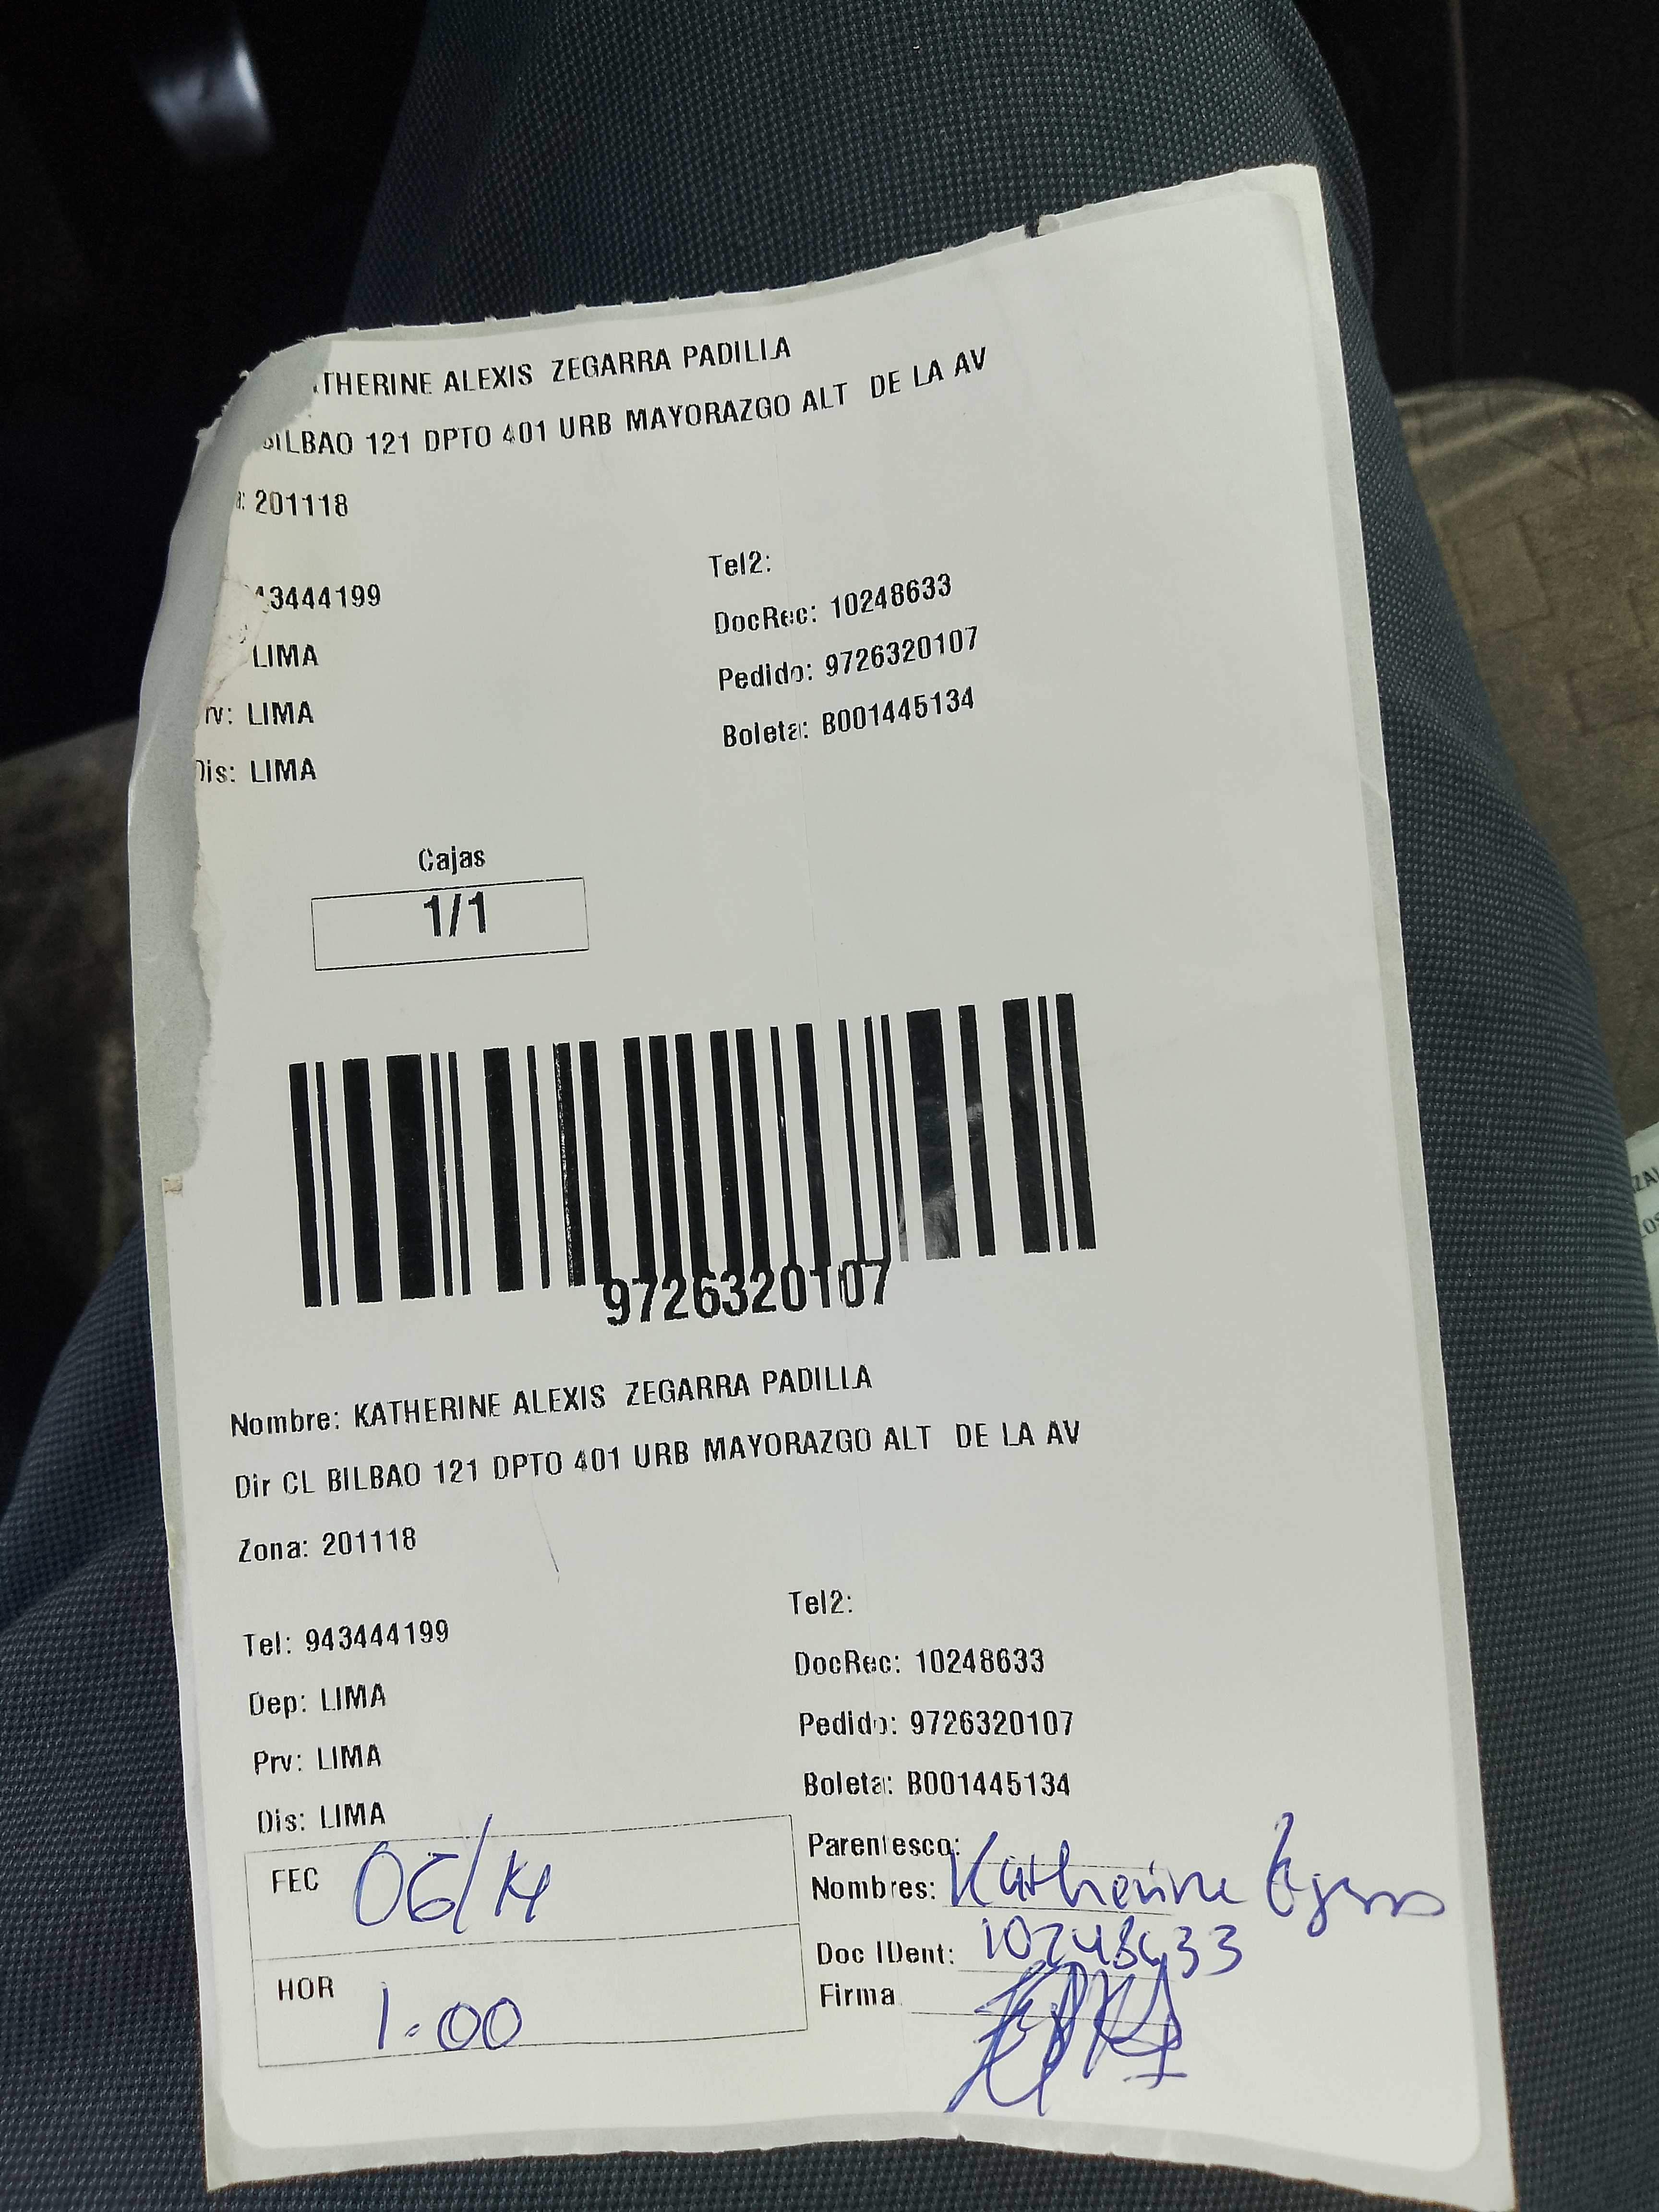 THERINE ALEXIS ZEGARRA PADILLA
BILBAO 121 DPTO 401 URB MAYORAZGO ALT DE LA AV
a: 201118
43444199
LIMA
rv: LIMA
Dis: LIMA
Tel2:
DocRec: 10248633
Pedido: 9726320107
Boleta: B001445134
Cajas
1/1
9726320107
Nombre: KATHERINE ALEXIS ZEGARRA PADILLA
Dir CL BILBAO 121 DPTO 401 URB MAYORAZGO ALT DE LA AV
Zona: 201118
Tel: 943444199
Dep: LIMA
Prv: LIMA
Dis: LIMA
Tel2:
DocRec: 10248633
Pedido: 9726320107
Boleta: B001445134
FEC 06/
HOR 1:00
Parentesco:
Nombres: Katherine
Doc IDent: 10248633
Firma